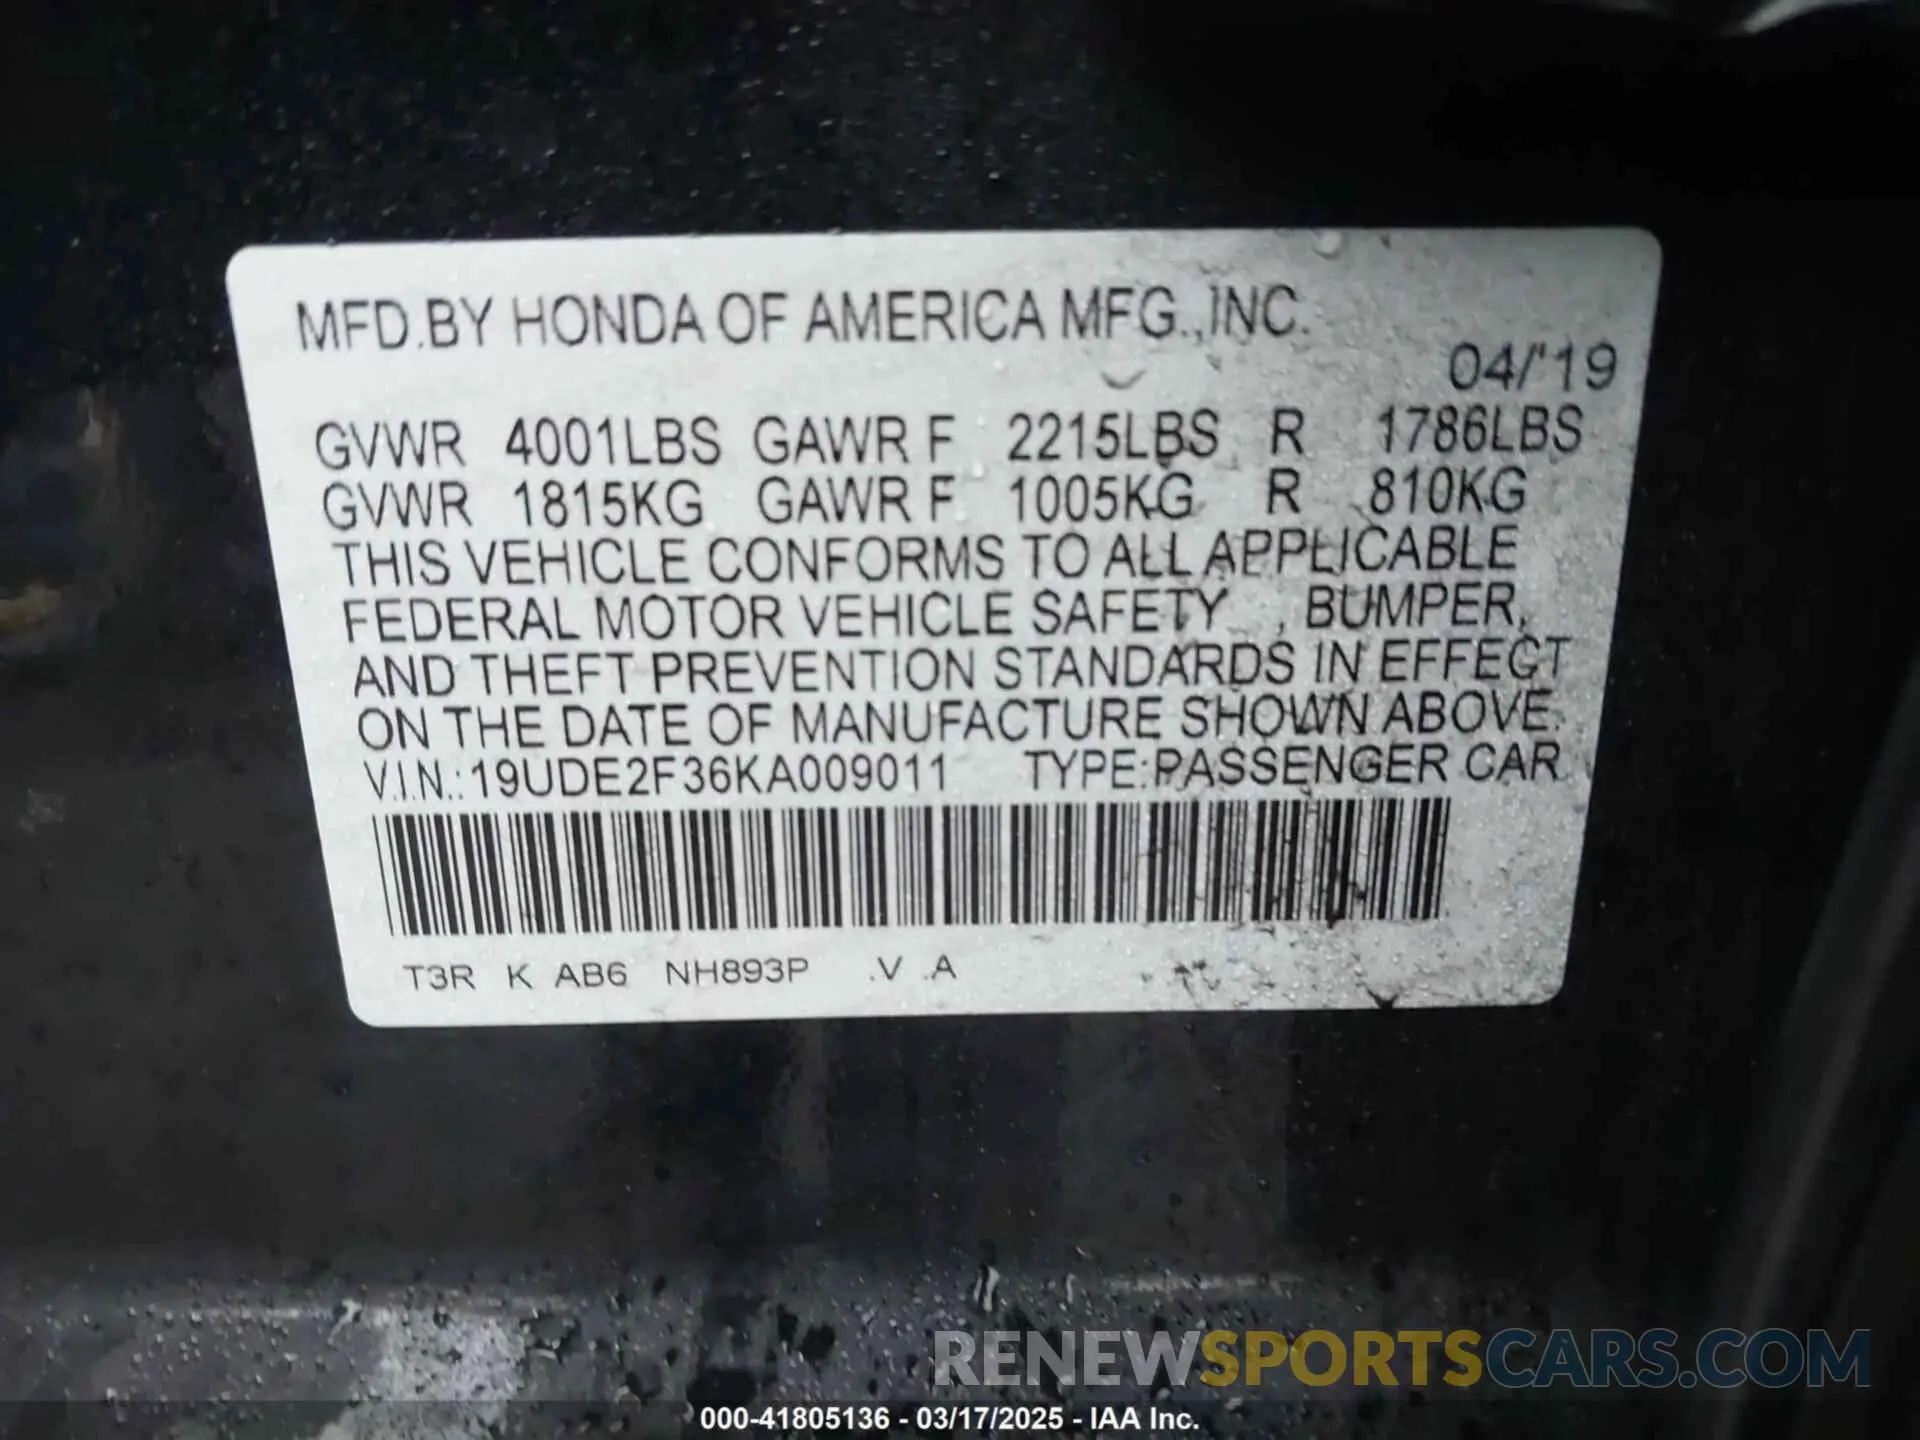 MFD.BY HONDA OF AMERICA MFG.,INC.
04/'19
GVWR 4001LBS GAWR F 2215LBS R 1786LBS
GVWR 1815KG GAWR F 1005KG R 810KG
THIS VEHICLE CONFORMS TO ALL APPLICABLE
FEDERAL MOTOR VEHICLE SAFETY , BUMPER,
AND THEFT PREVENTION STANDARDS IN EFFECT
ON THE DATE OF MANUFACTURE SHOWN ABOVE.
V.I.N.:19UDE2F36KA009011 TYPE:PASSENGER CAR
T3R K AB6 NH893P .V .A
RENEWSPORTSCARS.COM
000-41805136 - 03/17/2025 - IAA Inc.